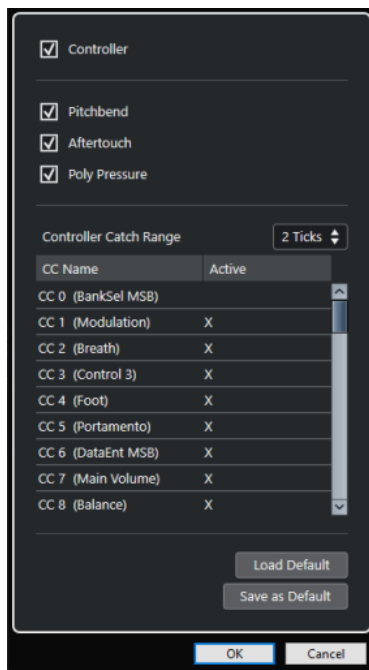 Controller
Pitchbend
Aftertouch
Poly Pressure
Controller Catch Range 2 Ticks
CC Name Active
CC 0 (BankSel MSB)
CC 1 (Modulation) X
CC 2 (Breath) X
CC 3 (Control 3) X
CC 4 (Foot) X
CC 5 (Portamento) X
CC 6 (DataEnt MSB) X
CC 7 (Main Volume) X
CC 8 (Balance) X
Load Default
Save as Default
OK Cancel